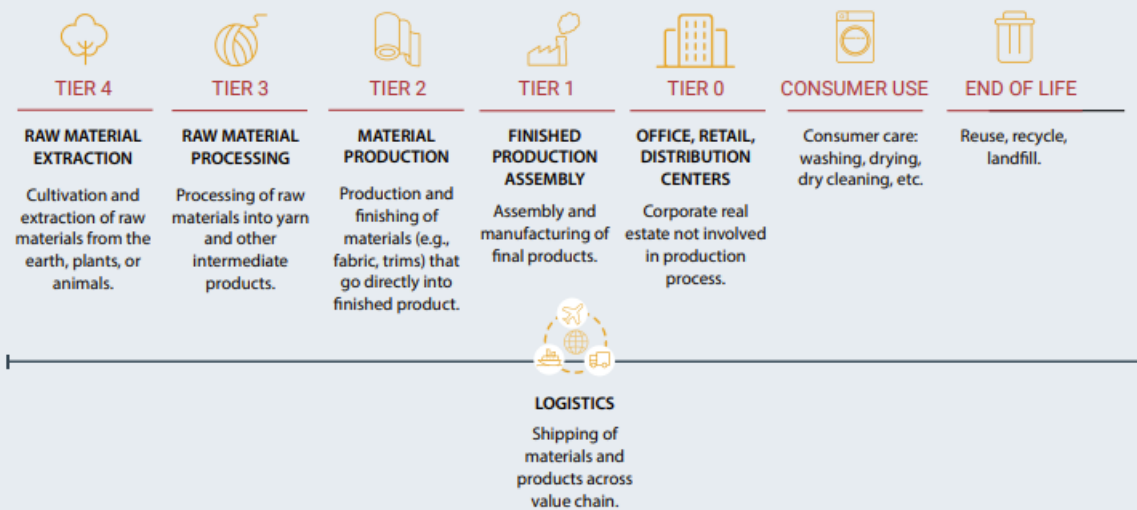 TIER 4
RAW MATERIAL
EXTRACTION
Cultivation and
extraction of raw
materials from the
earth, plants, or
animals.
TIER 3
RAW MATERIAL
PROCESSING
Processing of raw
materials into yarn
and other
intermediate
products.
TIER 2
MATERIAL
PRODUCTION
Production and
finishing of
materials (e.g.,
fabric, trims) that
go directly into
finished product.
TIER 1
FINISHED
PRODUCTION
ASSEMBLY
Assembly and
manufacturing of
final products.
TIER 0
OFFICE, RETAIL,
DISTRIBUTION
CENTERS
Corporate real
estate not involved
in production
process.
CONSUMER USE
Consumer care:
washing, drying,
dry cleaning, etc.
END OF LIFE
Reuse, recycle,
landfill.
LOGISTICS
Shipping of
materials and
products across
value chain.